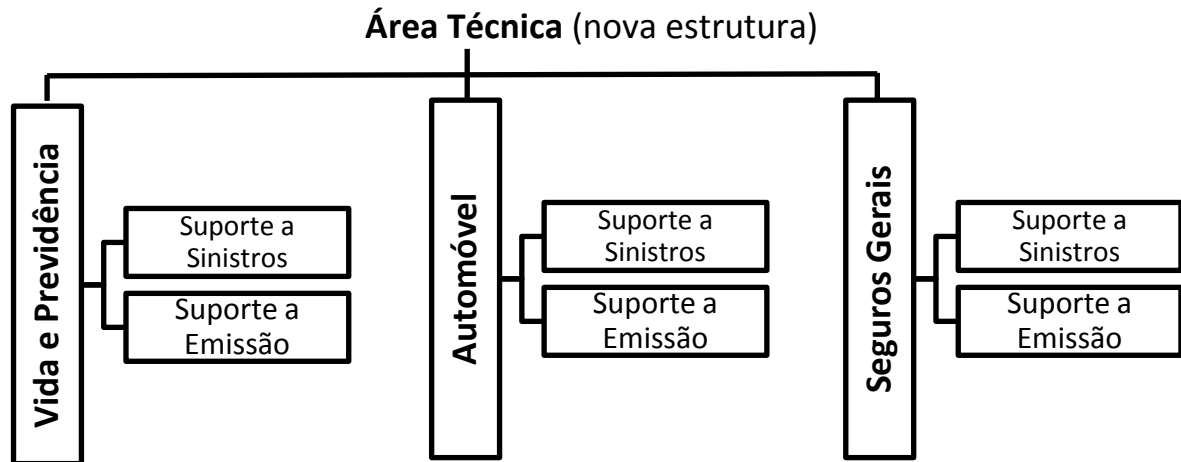 Área Técnica (nova estrutura)
Vida e Previdência
Suporte a
Sinistros
Suporte a
Emissão
Automóvel
Suporte a
Sinistros
Suporte a
Emissão
Seguros Gerais
Suporte a
Sinistros
Suporte a
Emissão